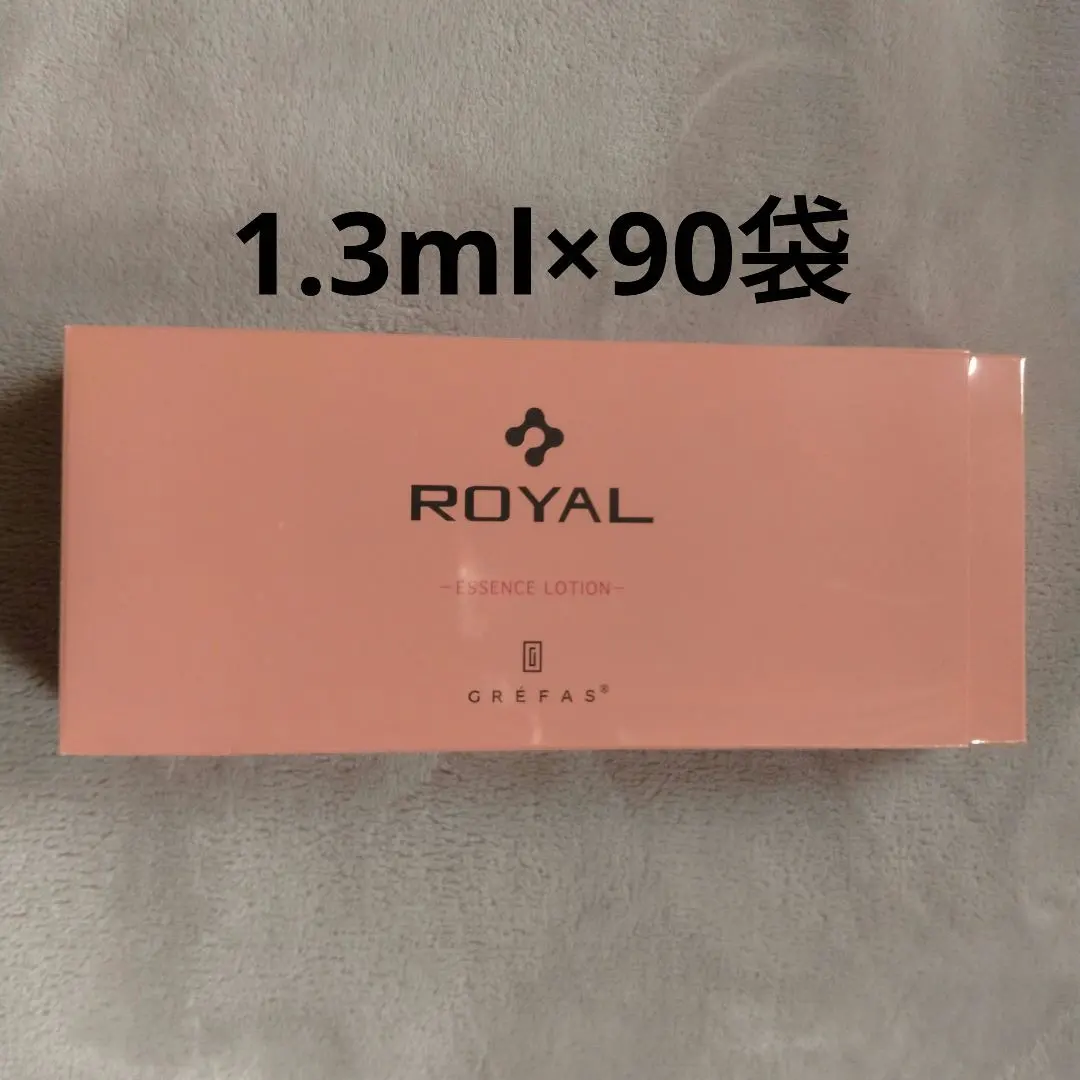 1.3ml×90袋
ROYAL
-ESSENCE LOTION-
GRÉFAS®